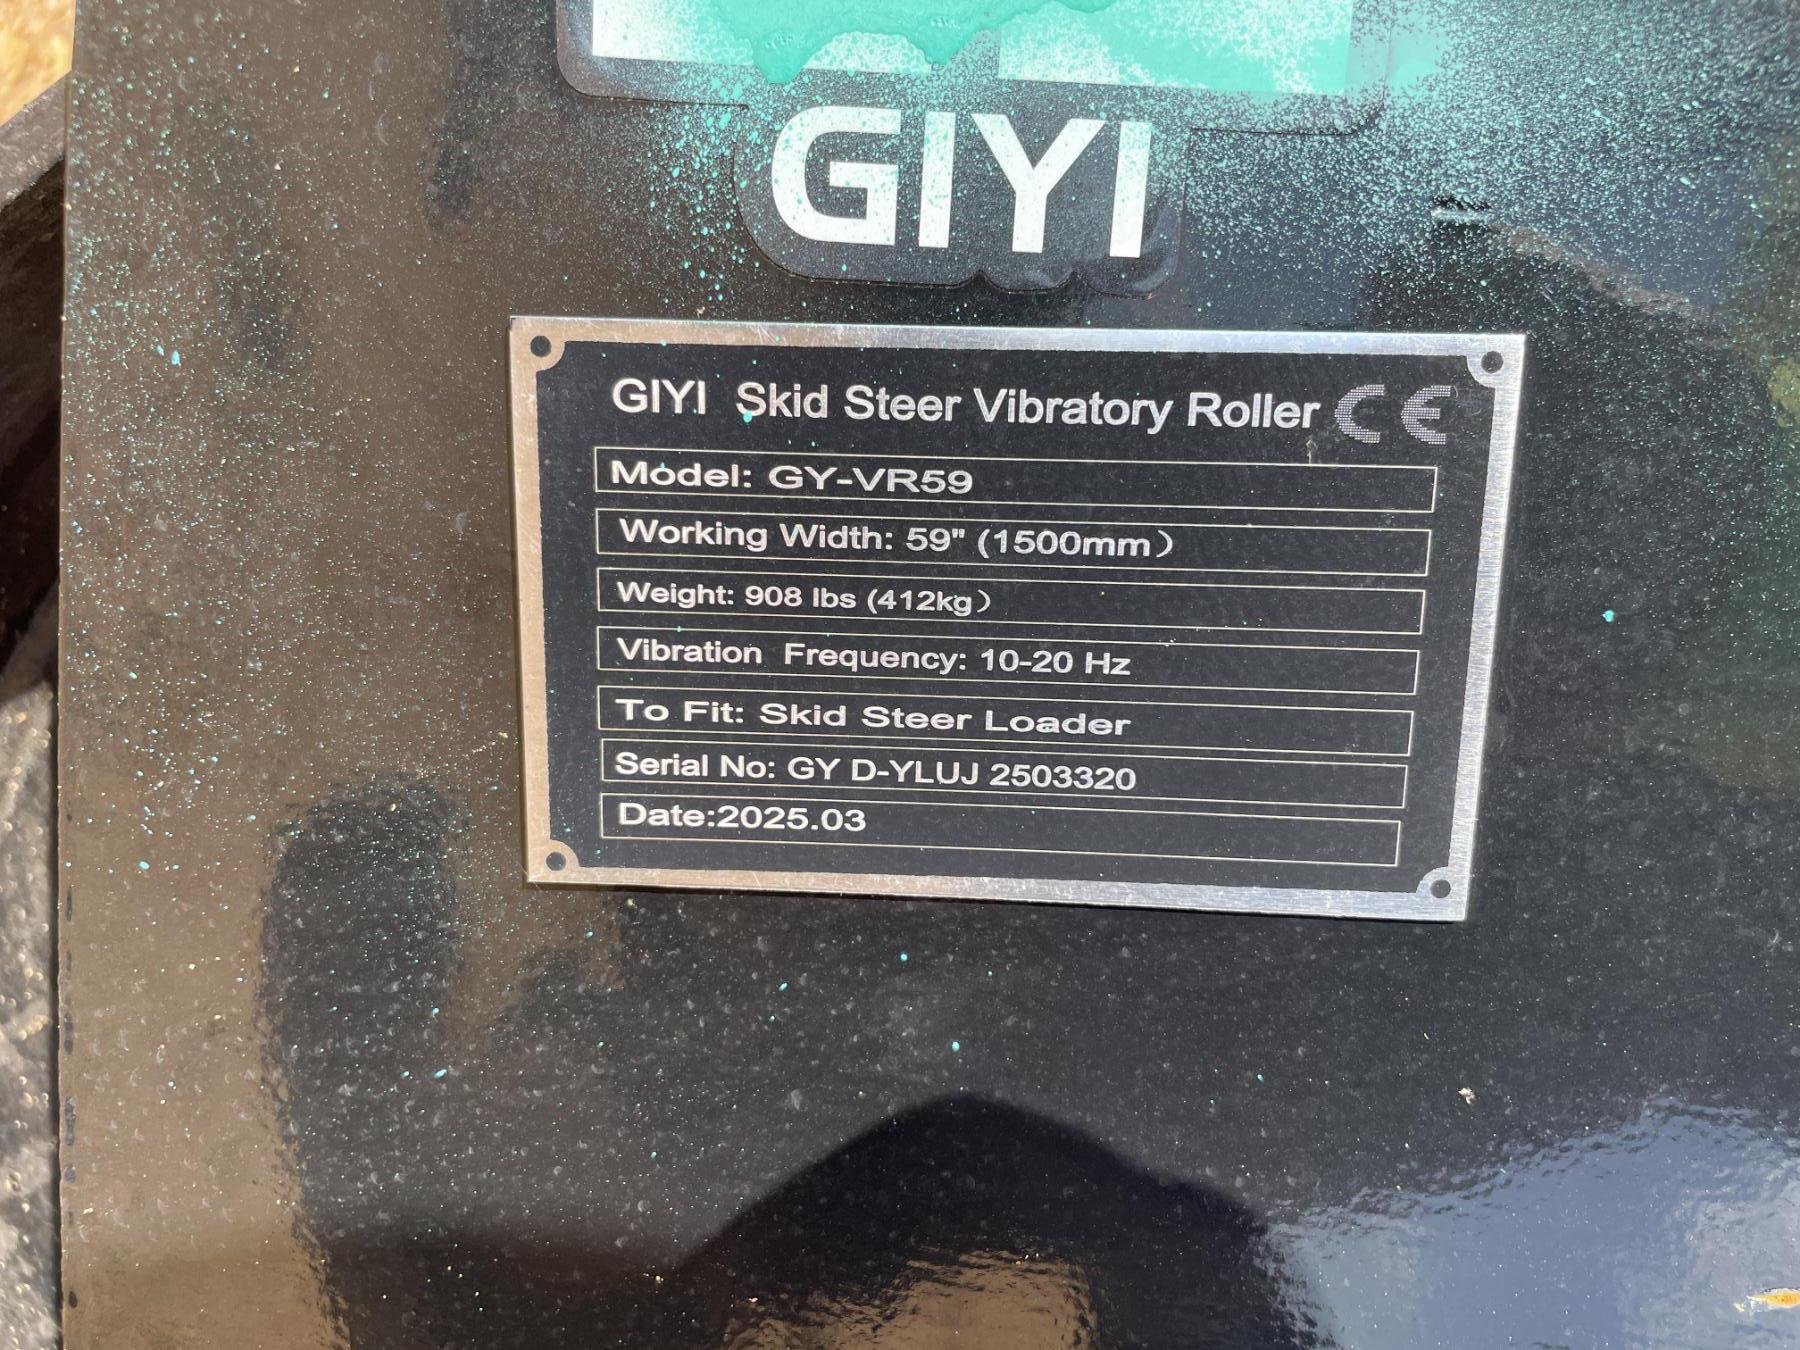 GIYI
GIYI Skid Steer Vibratory Roller CE
Model: GY-VR59
Working Width: 59" (1500mm)
Weight: 908 lbs (412kg)
Vibration Frequency: 10-20 Hz
To Fit: Skid Steer Loader
Serial No: GY D-YLUJ 2503320
Date:2025.03